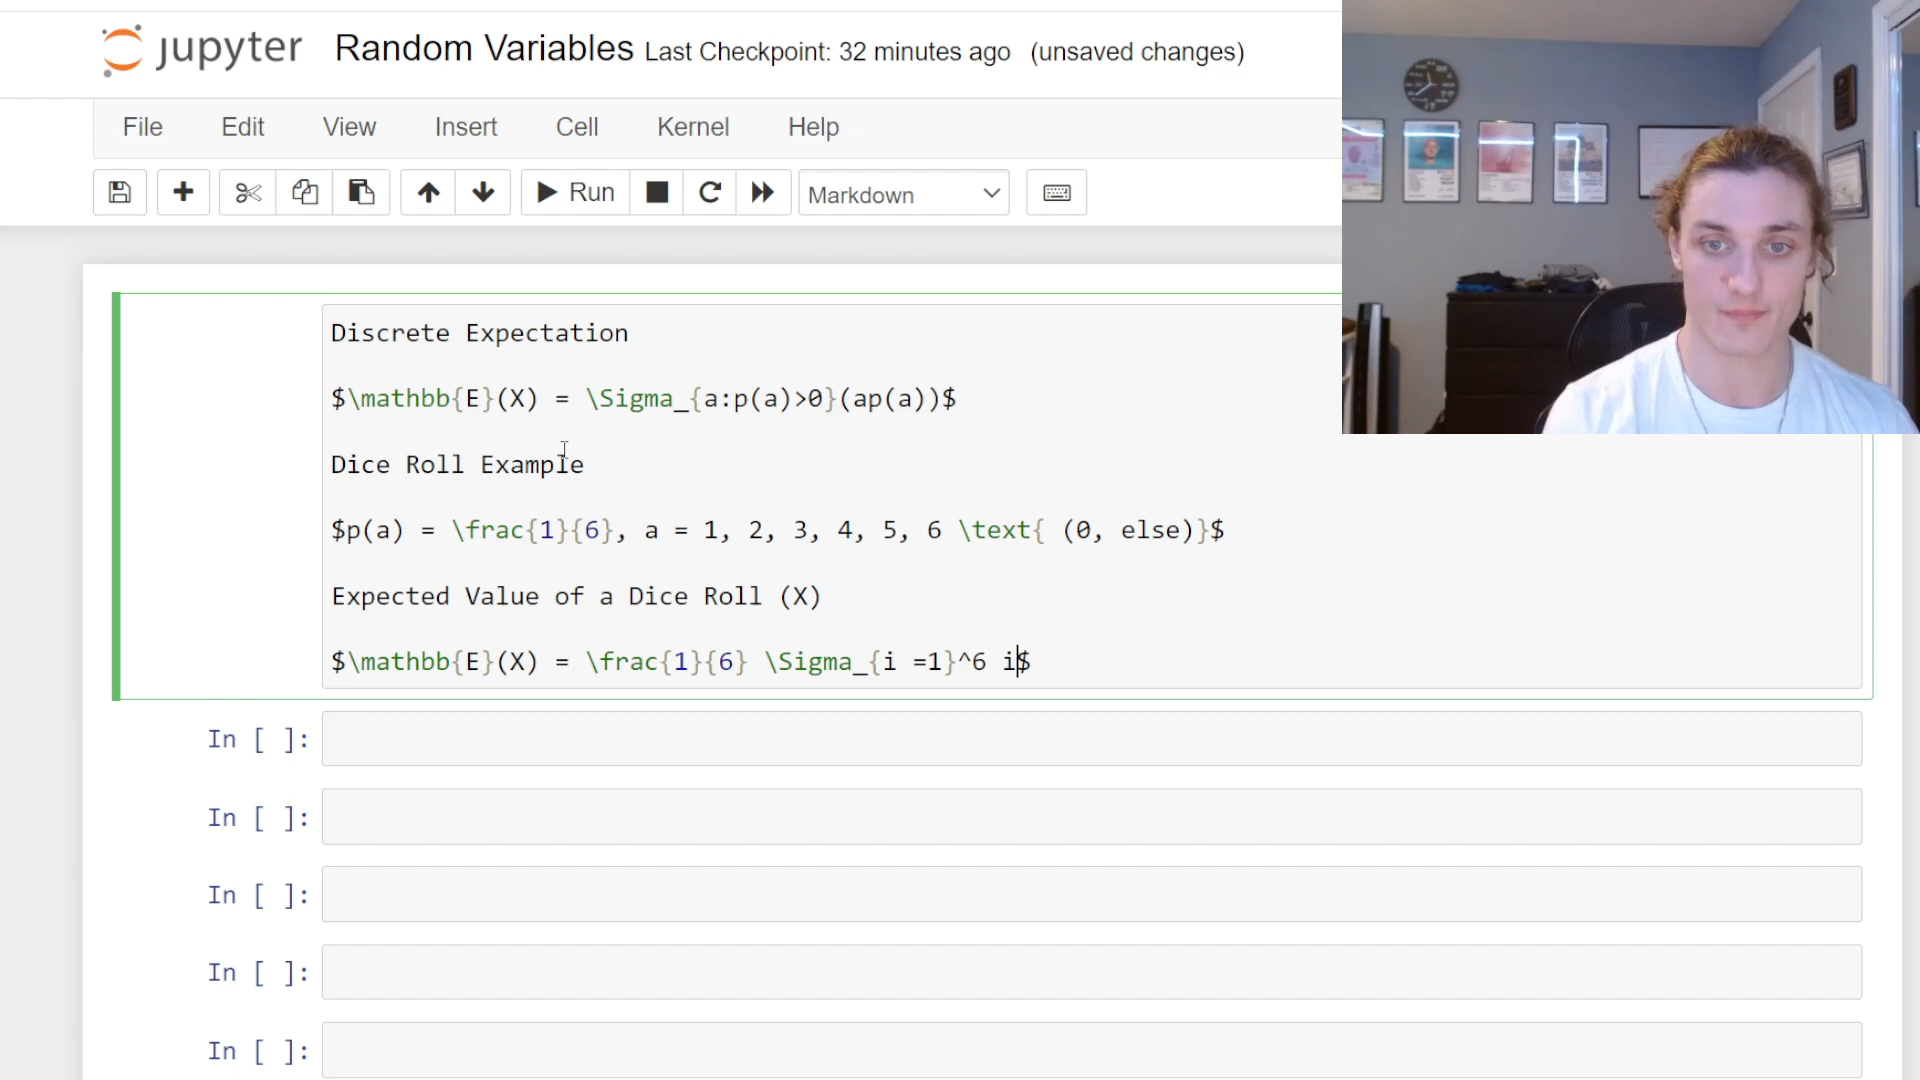 jupyter Random Variables Last Checkpoint: 32 minutes ago (unsaved changes)
File Edit View Insert Cell Kernel Help
Run Markdown
Discrete Expectation
$\mathbb{E}(X) = \Sigma_{a:p(a)>0}(ap(a))$
Dice Roll Example
$p(a) = \frac{1}{6}, a = 1, 2, 3, 4, 5, 6 \text{ (0, else)}$
Expected Value of a Dice Roll (X)
$\mathbb{E}(X) = \frac{1}{6} \Sigma_{i =1}^6 i$
In [ ]:
In [ ]:
In [ ]:
In [ ]:
In [ ]: